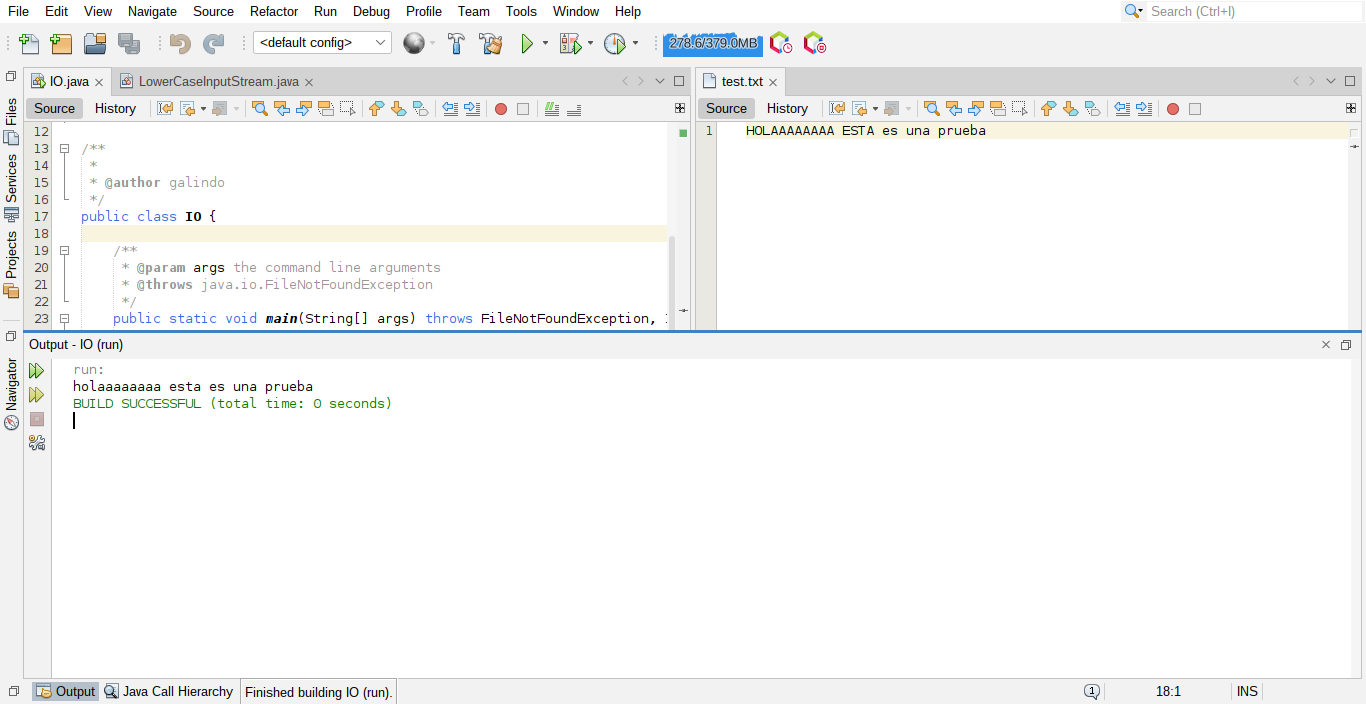 File Edit View Navigate Source Refactor Run Debug Profile Team Tools Window Help
Search (Ctrl+I)
<default config>
278.6/379.0MB
Files
Services
Projects
Navigator
IO.java
LowerCaseInputStream.java
Source History
12
13 /**
14 *
15 * @author galindo
16 */
17 public class IO {
18
19 /**
20 * @param args the command line arguments
21 * @throws java.io.FileNotFoundException
22 */
23 public static void main(String[] args) throws FileNotFoundException,
test.txt
Source History
1 HOLAAAAAAAA ESTA es una prueba
Output - IO (run)
run:
holaaaaaaaa esta es una prueba
BUILD SUCCESSFUL (total time: 0 seconds)
Output Java Call Hierarchy Finished building IO (run).
1 18:1 INS